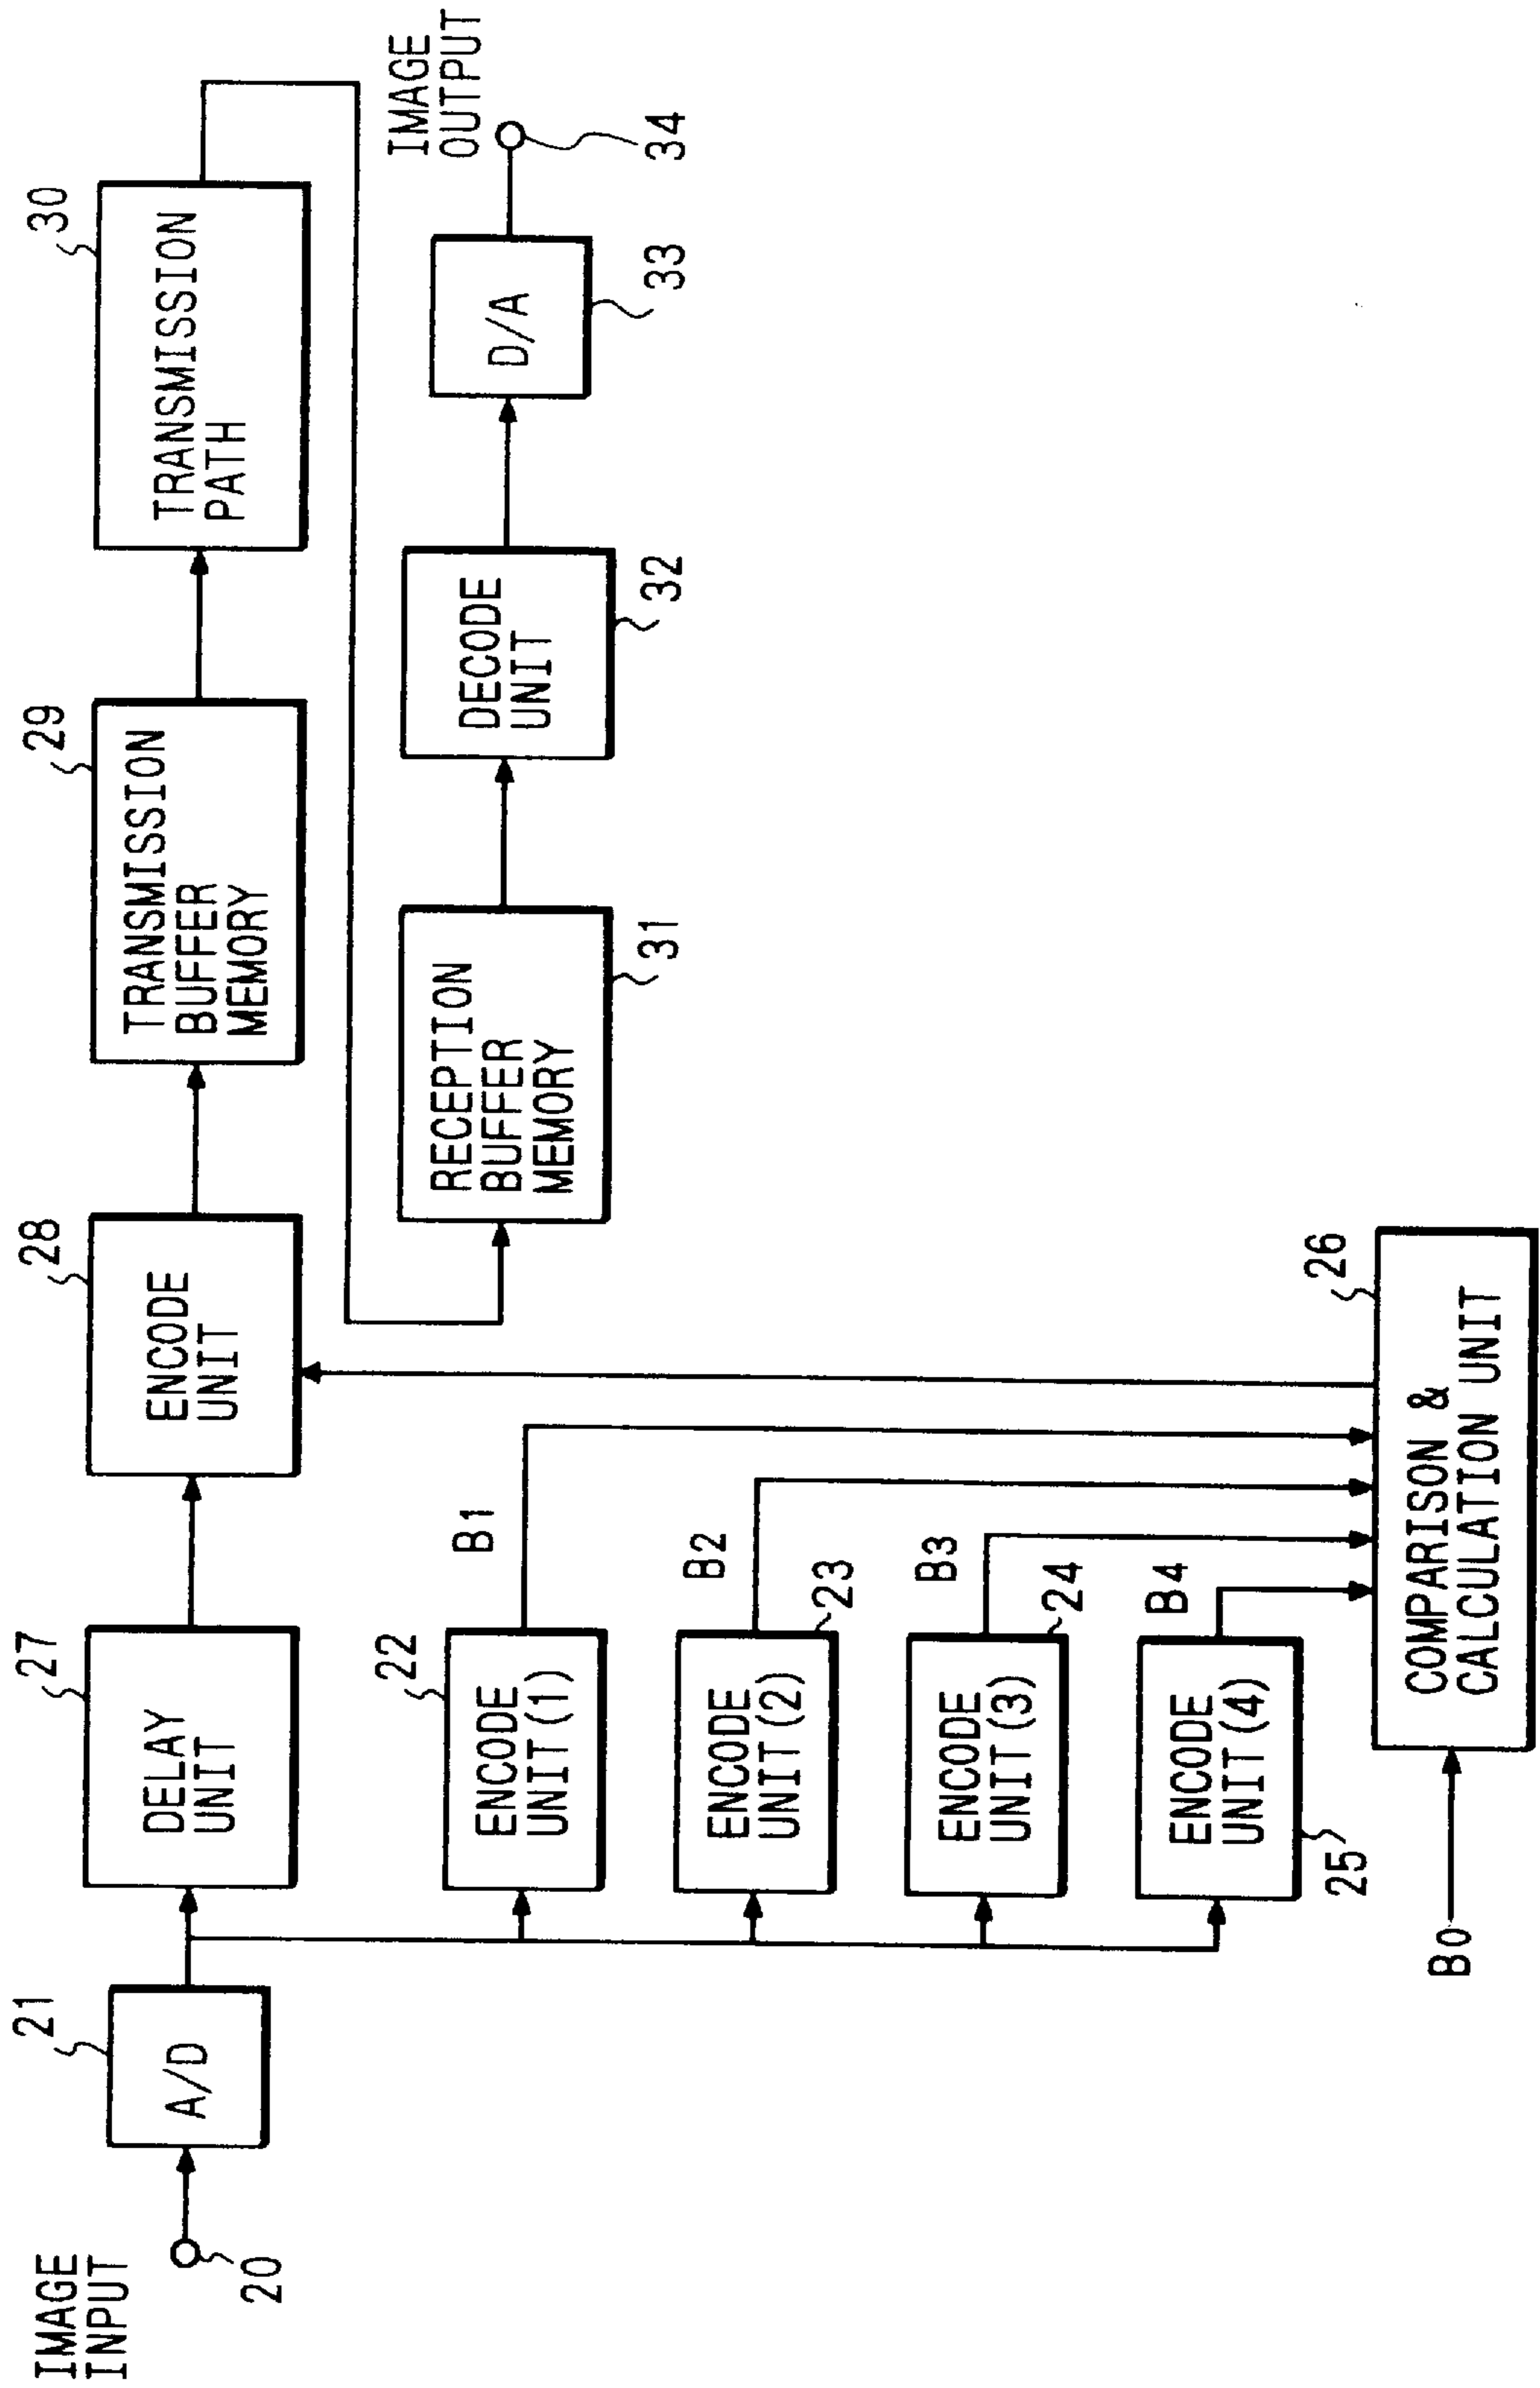 IMAGE
INPUT
20
21
A/D
27
DELAY
UNIT
28
ENCODE
UNIT
29
TRANSMISSION
BUFFER
MEMORY
30
TRANSMISSION
PATH
22
ENCODE
UNIT(1)
B1
ENCODE
UNIT(2)
23
B2
ENCODE
UNIT(3)
24
B3
ENCODE
UNIT(4)
25
B4
B0
26
COMPARISON &
CALCULATION UNIT
RECEPTION
BUFFER
MEMORY
31
DECODE
UNIT
32
D/A
33
IMAGE
OUTPUT
34